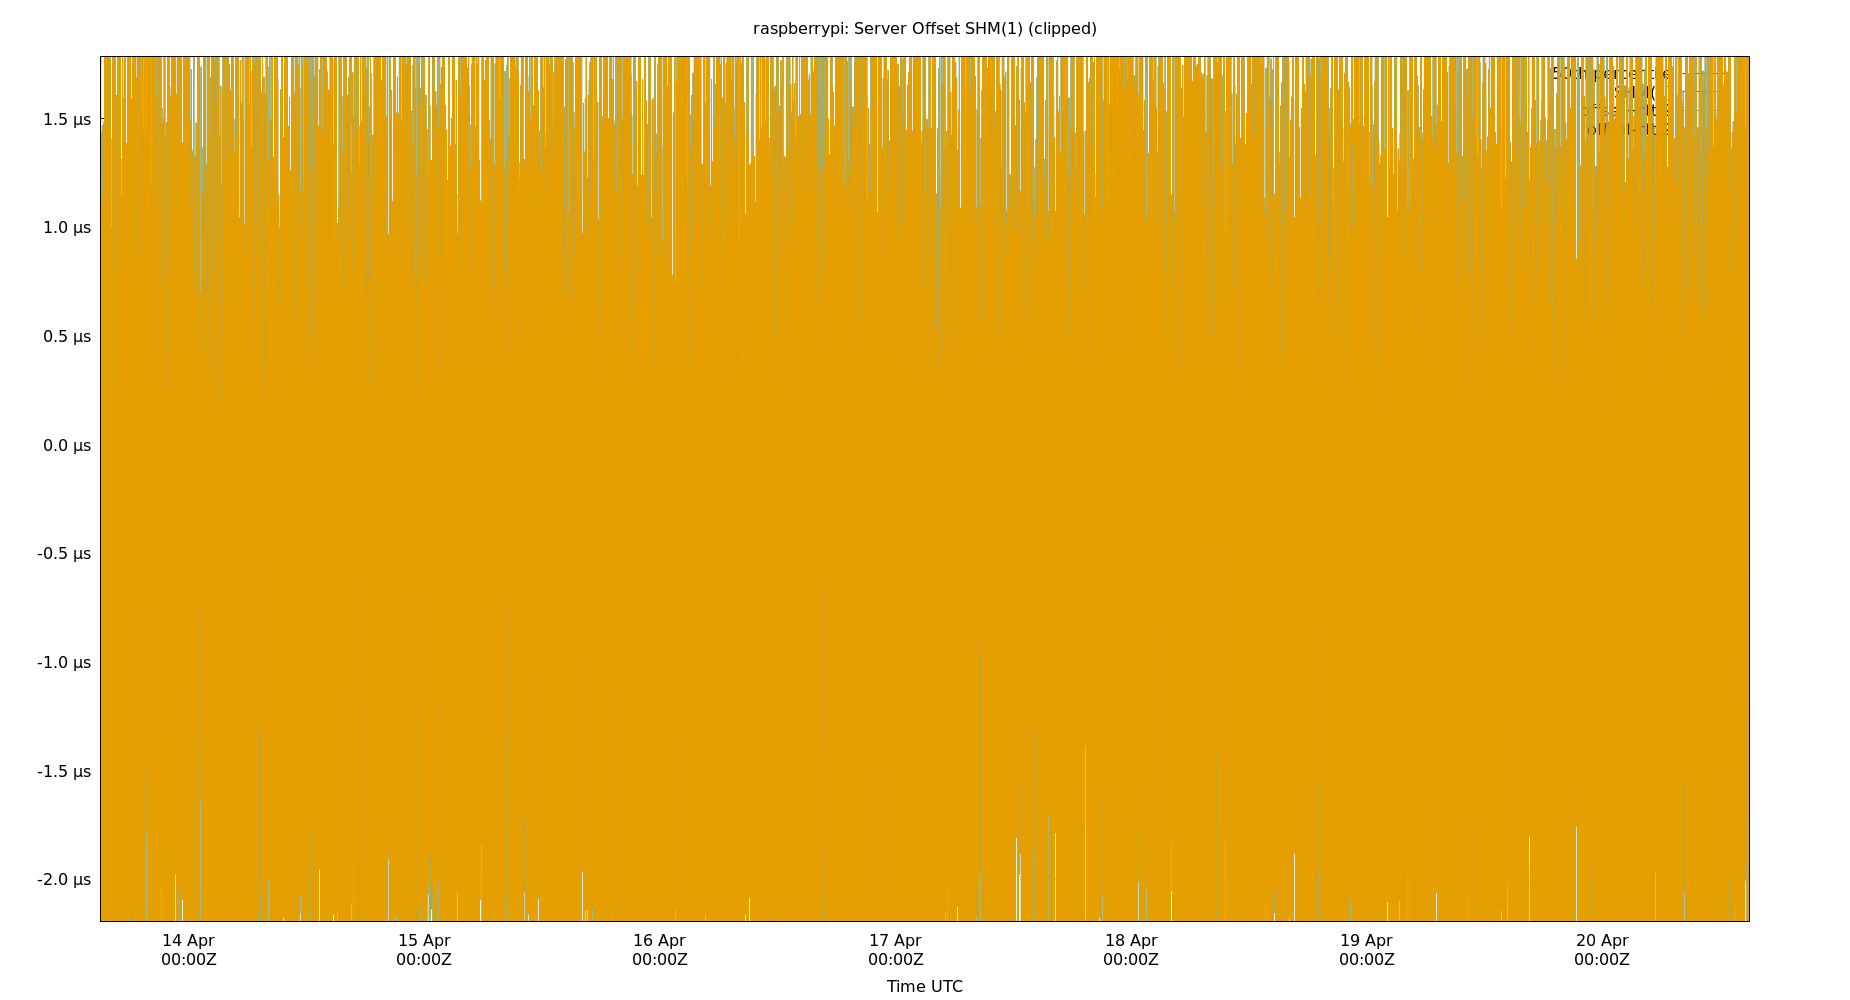 raspberrypi: Server Offset SHM(1) (clipped)
50th percentile
1.5 µs
1.0 µs
0.5 µs
0.0 µs
-0.5 µs
-1.0 µs
-1.5 µs
-2.0 µs
14 Apr 15 Apr 16 Apr 17 Apr 18 Apr 19 Apr 20 Apr
00:00Z 00:00Z 00:00Z 00:00Z 00:00Z 00:00Z 00:00Z
Time UTC